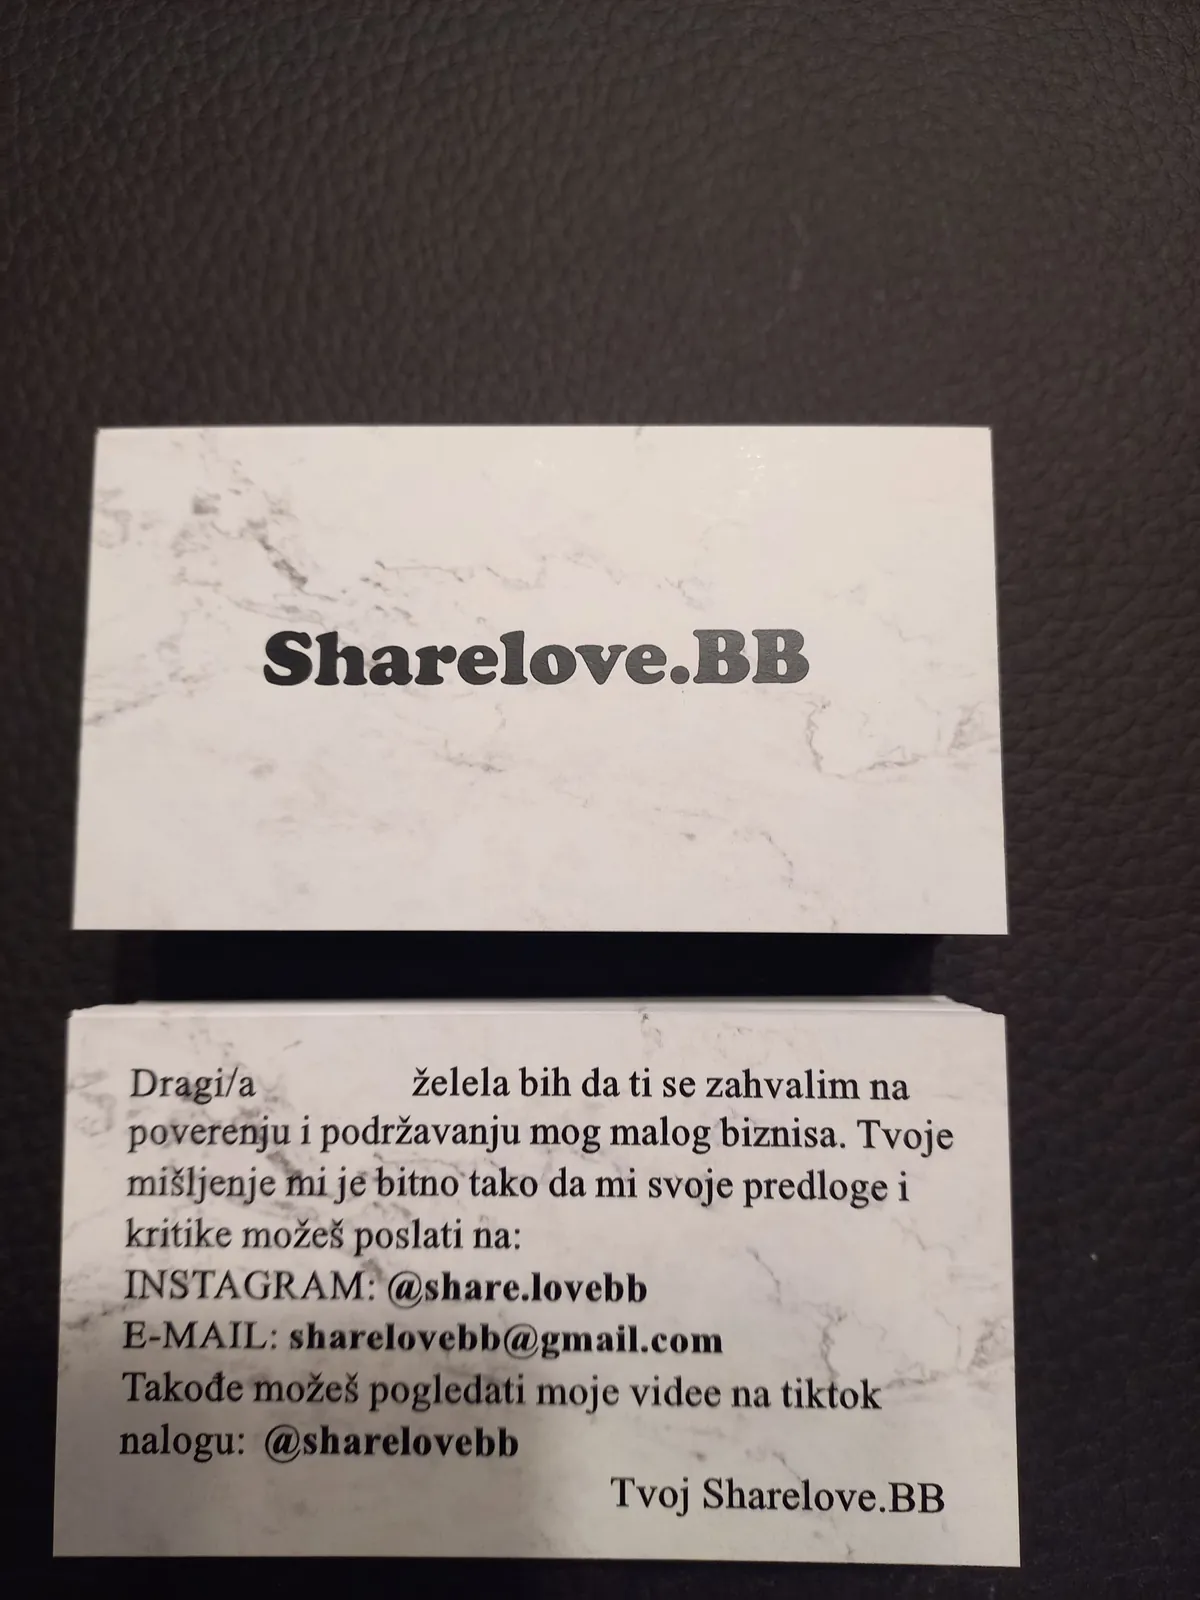 Sharelove.BB
Dragi/a želela bih da ti se zahvalim na
poverenju i podržavanju mog malog biznisa. Tvoje
mišljenje mi je bitno tako da mi svoje predloge i
kritike možeš poslati na:
INSTAGRAM: @share.lovebb
E-MAIL: sharelovebb@gmail.com
Takođe možeš pogledati moje videe na tiktok
nalogu: @sharelovebb
Tvoj Sharelove.BB